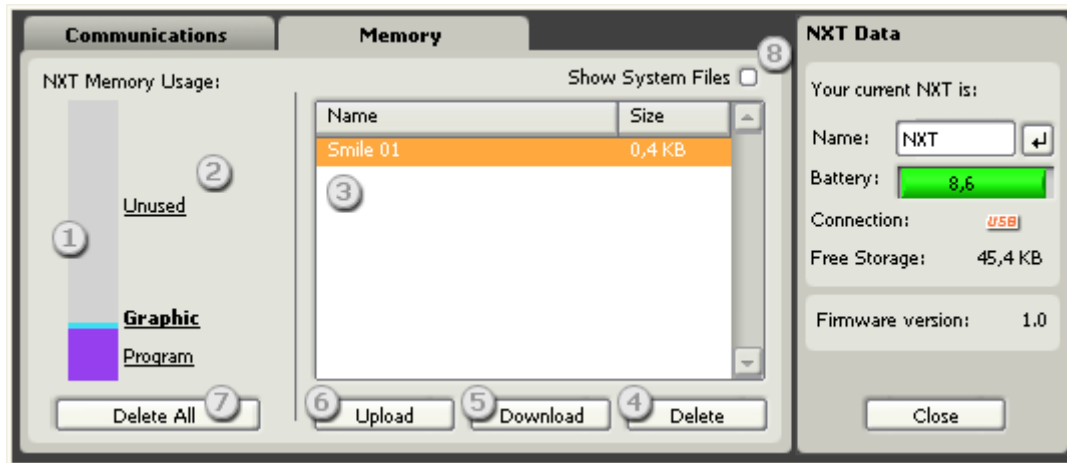 Communications
Memory
NXT Memory Usage:
Unused
Graphic
Program
Delete All
1
2
7
Show System Files
8
Name Size
Smile 01 0,4 KB
3
6 Upload
5 Download
4 Delete
NXT Data
Your current NXT is:
Name: NXT
Battery: 8,6
Connection: USB
Free Storage: 45,4 KB
Firmware version: 1.0
Close